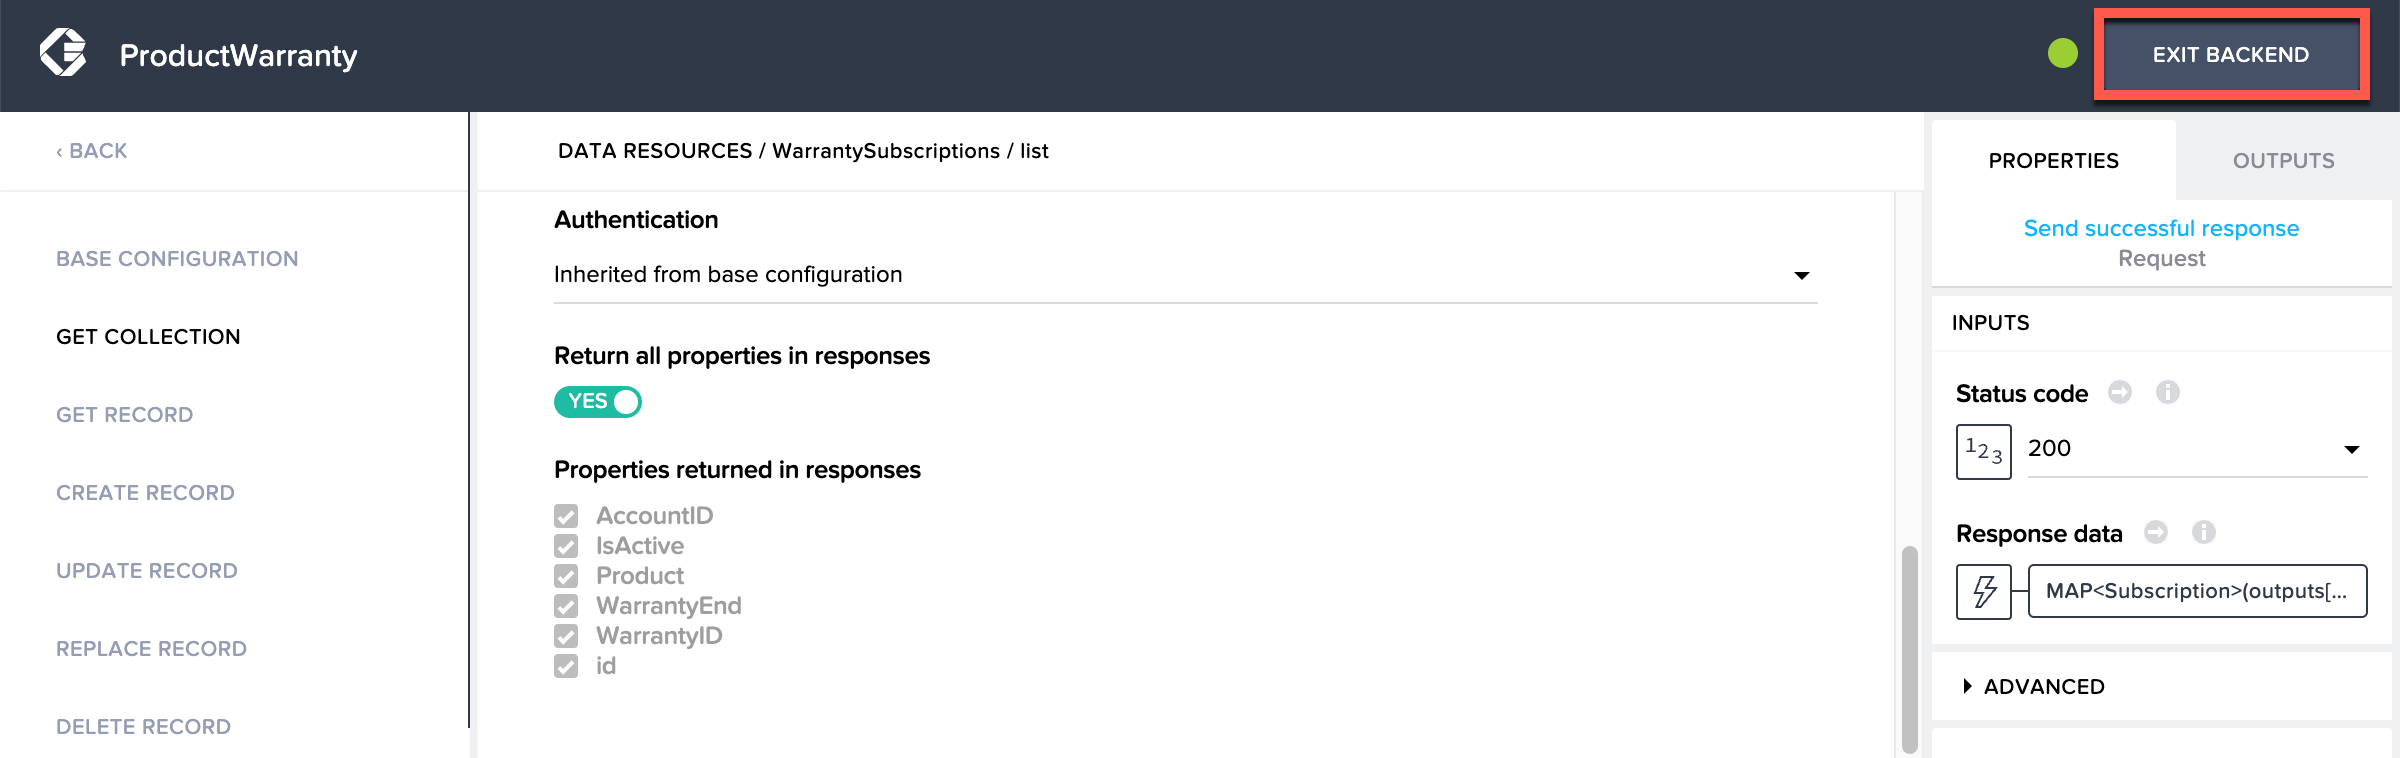 ProductWarranty
EXIT BACKEND
‹ BACK
BASE CONFIGURATION
GET COLLECTION
GET RECORD
CREATE RECORD
UPDATE RECORD
REPLACE RECORD
DELETE RECORD
DATA RESOURCES / WarrantySubscriptions / list
Authentication
Inherited from base configuration
Return all properties in responses
YES
Properties returned in responses
AccountID
IsActive
Product
WarrantyEnd
WarrantyID
id
PROPERTIES
OUTPUTS
Send successful response
Request
INPUTS
Status code
123
200
Response data
MAP<Subscription>(outputs[...
ADVANCED